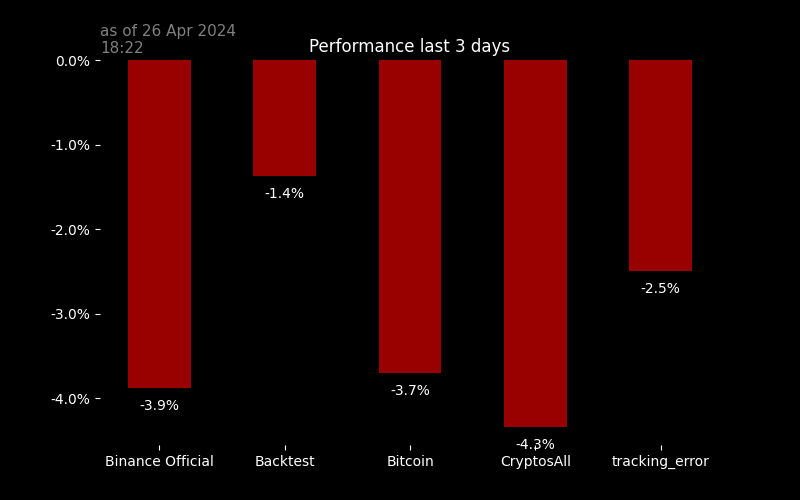 as of 26 Apr 2024
18:22
Performance last 3 days
0.0%
-1.0%
-2.0%
-3.0%
-4.0%
-3.9%
-1.4%
-3.7%
-4.3%
-2.5%
Binance Official
Backtest
Bitcoin
CryptosAll
tracking_error